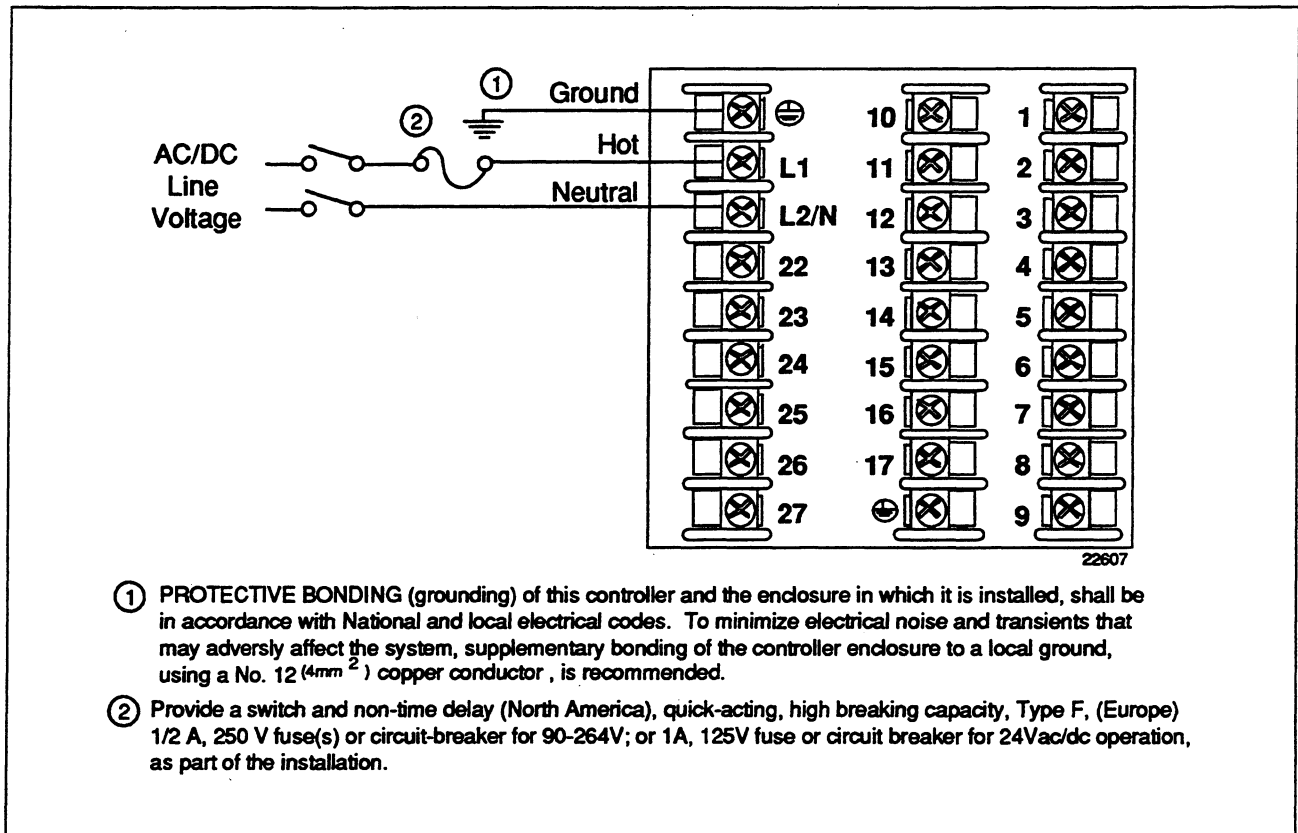 ① Ground
② Hot
AC/DC
Line
Voltage
Neutral
L1
L2/N
22
23
24
25
26
27
10
11
12
13
14
15
16
17
1
2
3
4
5
6
7
8
9
22607
① PROTECTIVE BONDING (grounding) of this controller and the enclosure in which it is installed, shall be
in accordance with National and local electrical codes. To minimize electrical noise and transients that
may adversly affect the system, supplementary bonding of the controller enclosure to a local ground,
using a No. 12 (4mm ²) copper conductor , is recommended.
② Provide a switch and non-time delay (North America), quick-acting, high breaking capacity, Type F, (Europe)
1/2 A, 250 V fuse(s) or circuit-breaker for 90-264V; or 1A, 125V fuse or circuit breaker for 24Vac/dc operation,
as part of the installation.